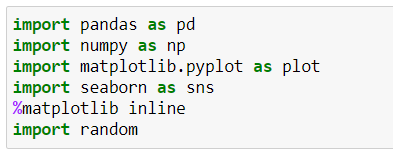 import pandas as pd
import numpy as np
import matplotlib.pyplot as plot
import seaborn as sns
%matplotlib inline
import random